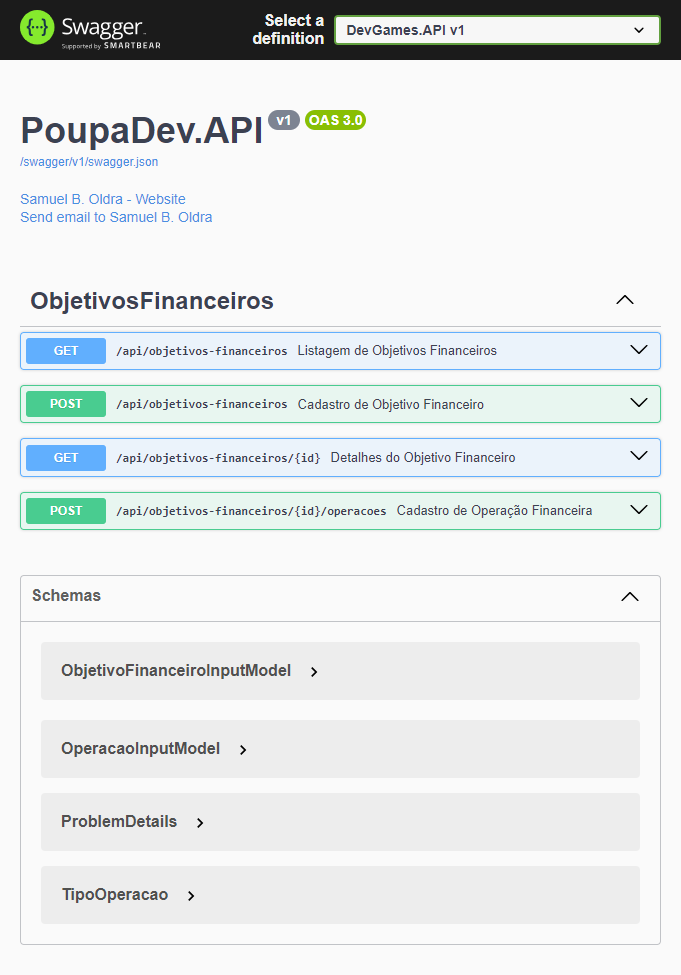 Swagger
Supported by SMARTBEAR
Select a definition
DevGames.API v1
PoupaDev.API v1 OAS 3.0
/swagger/v1/swagger.json
Samuel B. Oldra - Website
Send email to Samuel B. Oldra
ObjetivosFinanceiros
GET /api/objetivos-financeiros Listagem de Objetivos Financeiros
POST /api/objetivos-financeiros Cadastro de Objetivo Financeiro
GET /api/objetivos-financeiros/{id} Detalhes do Objetivo Financeiro
POST /api/objetivos-financeiros/{id}/operacoes Cadastro de Operação Financeira
Schemas
ObjetivoFinanceiroInputModel
OperacaoInputModel
ProblemDetails
TipoOperacao